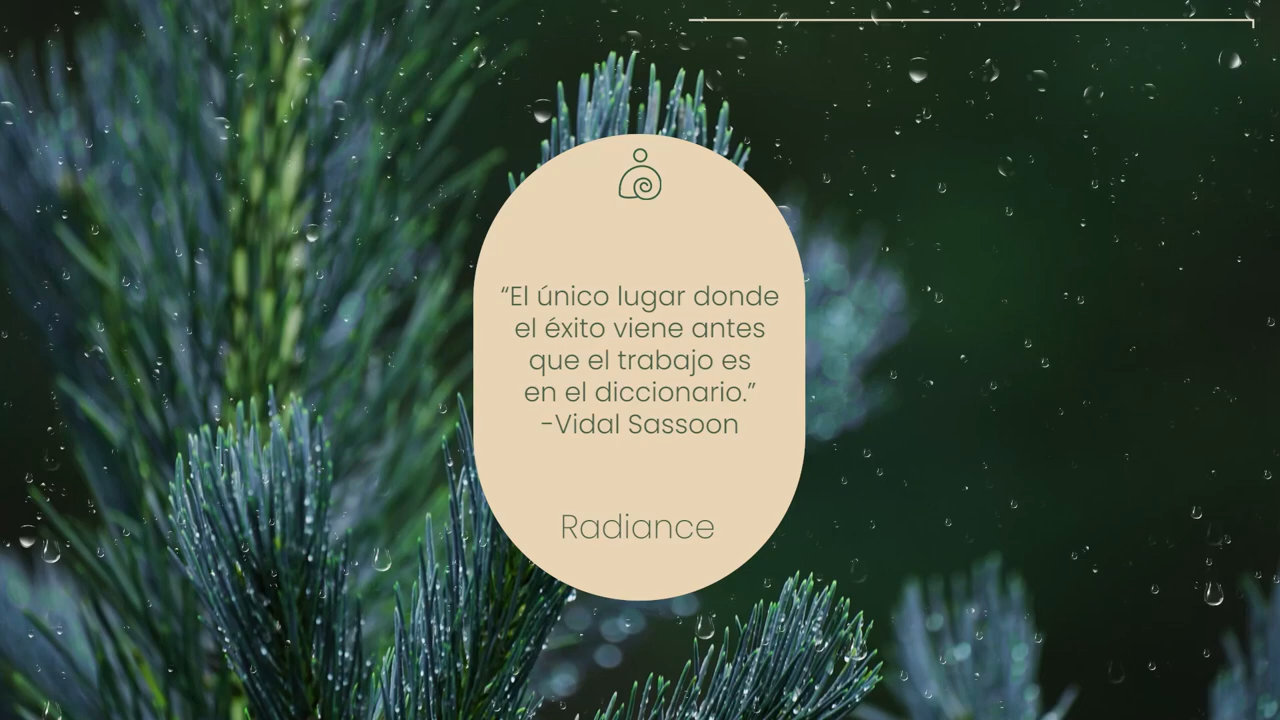 “El único lugar donde
el éxito viene antes
que el trabajo es
en el diccionario.”
-Vidal Sassoon
Radiance